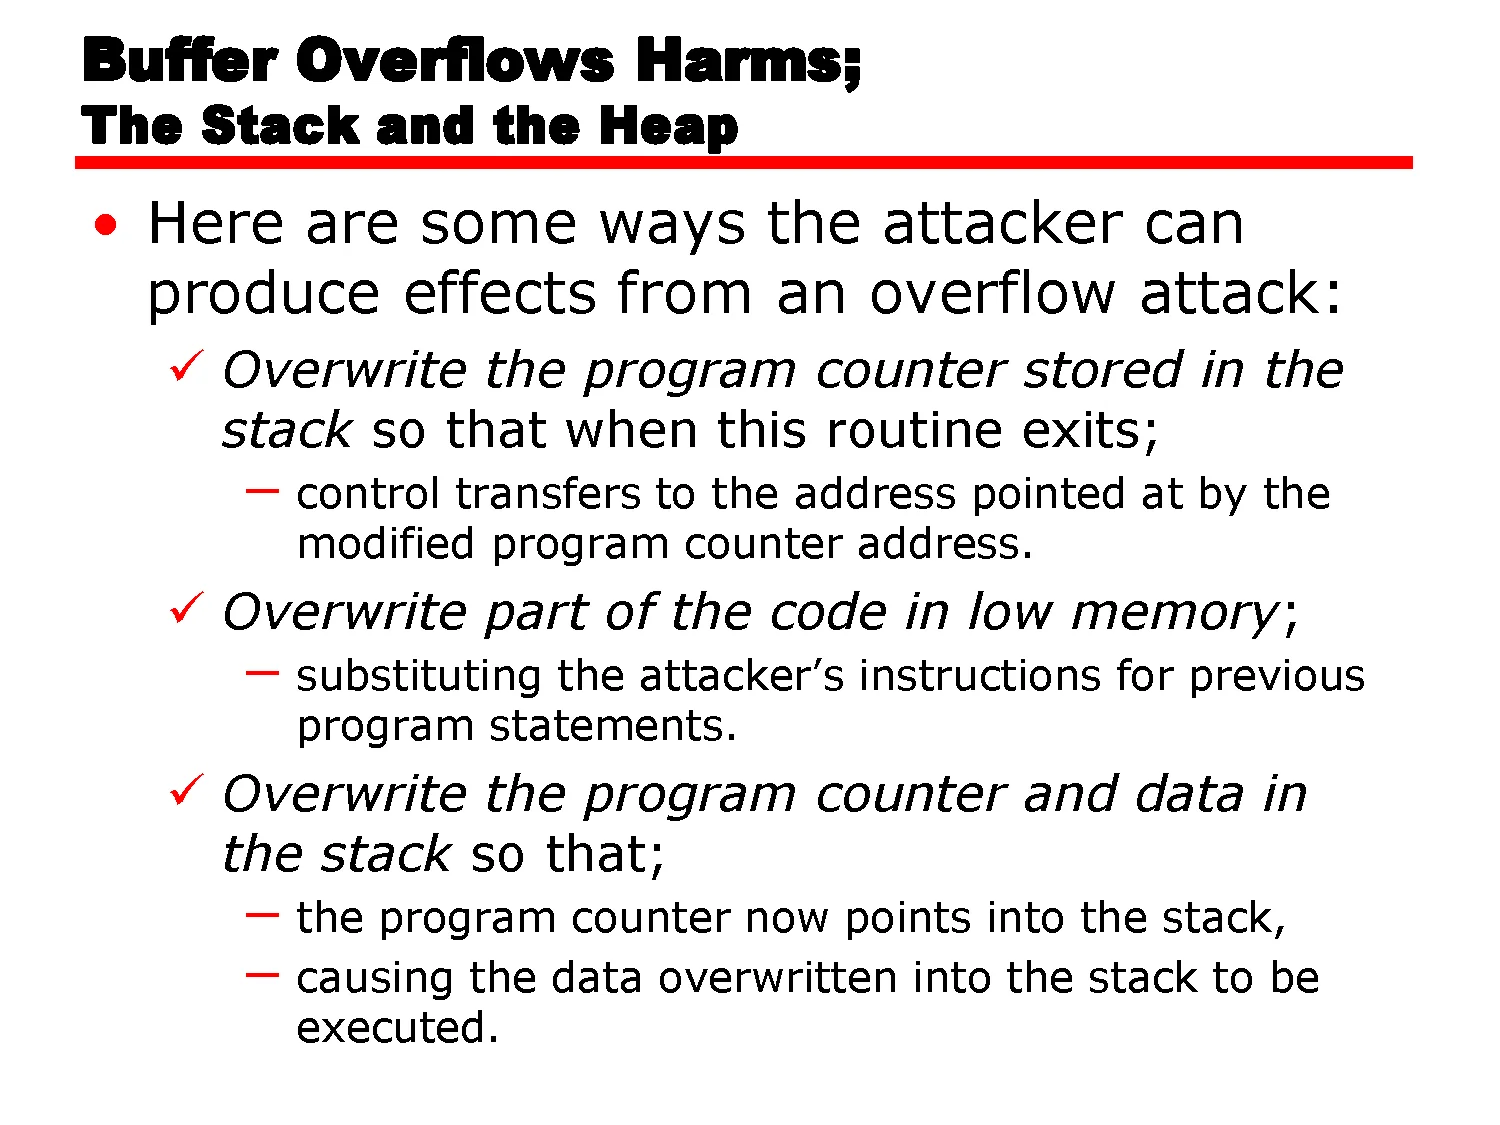 Buffer Overflows Harms;
The Stack and the Heap
• Here are some ways the attacker can
produce effects from an overflow attack:
✓ Overwrite the program counter stored in the
stack so that when this routine exits;
– control transfers to the address pointed at by the
modified program counter address.
✓ Overwrite part of the code in low memory;
– substituting the attacker’s instructions for previous
program statements.
✓ Overwrite the program counter and data in
the stack so that;
– the program counter now points into the stack,
– causing the data overwritten into the stack to be
executed.